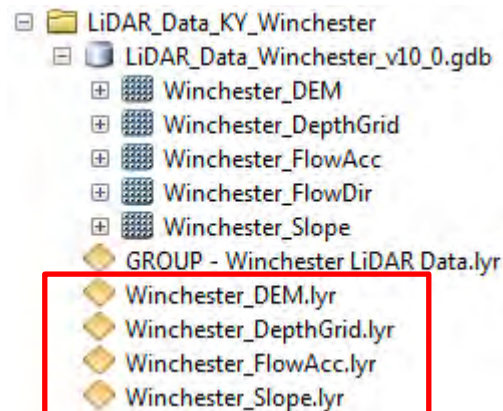 LiDAR_Data_KY_Winchester
LiDAR_Data_Winchester_v10_0.gdb
Winchester_DEM
Winchester_DepthGrid
Winchester_FlowAcc
Winchester_FlowDir
Winchester_Slope
GROUP - Winchester LiDAR Data.lyr
Winchester_DEM.lyr
Winchester_DepthGrid.lyr
Winchester_FlowAcc.lyr
Winchester_Slope.lyr